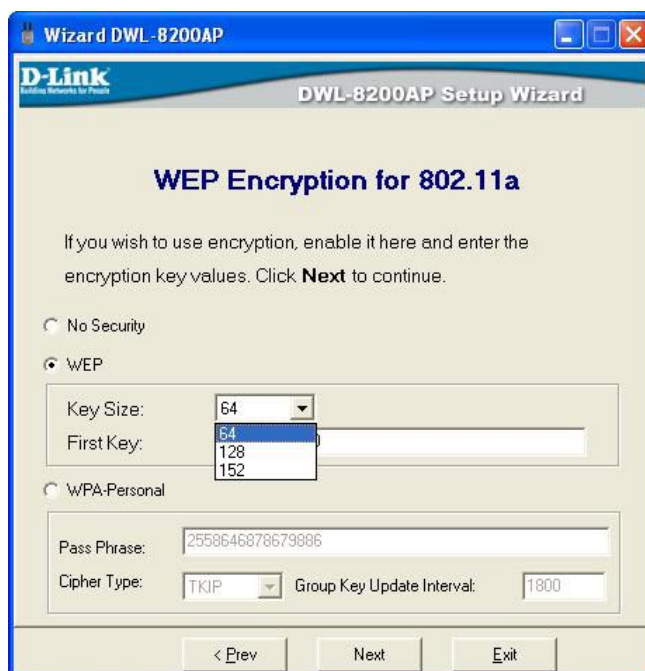 Wizard DWL-8200AP
D-Link
Building Networks for People
DWL-8200AP Setup Wizard
WEP Encryption for 802.11a
If you wish to use encryption, enable it here and enter the
encryption key values. Click Next to continue.
No Security
WEP
Key Size: 64
64
First Key:
128
152
WPA-Personal
Pass Phrase: 2558646878679886
Cipher Type: TKIP Group Key Update Interval: 1800
< Prev Next Exit